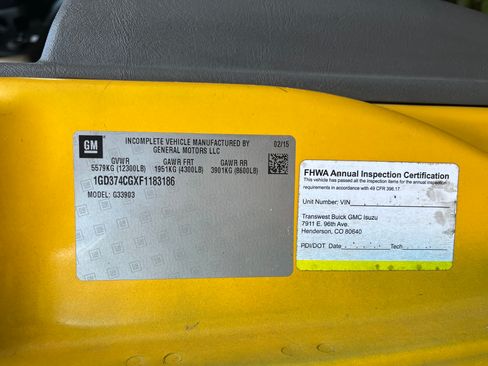 GM
INCOMPLETE VEHICLE MANUFACTURED BY
GENERAL MOTORS LLC
02/15
GVWR GAWR FRT GAWR RR
5579KG (12300LB) 1951KG (4300LB) 3901KG (8600LB)
1GD374CGXF1183186
MODEL: G33903
FHWA Annual Inspection Certification
This vehicle has passed all the inspection items for the annual inspection
requirements in accordance with 49 CFR 396.17.
Unit Number; VIN
Transwest Buick GMC Isuzu
7911 E. 96th Ave.
Henderson, CO 80640
PDI/DOT Date Tech